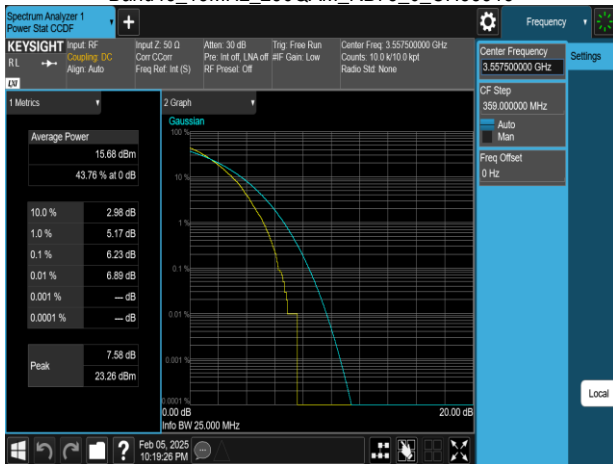 Spectrum Analyzer 1
Power Stat CCDF
Frequency
KEYSIGHT
RL
LXI
Input: RF
Coupling: DC
Align: Auto
Input Z: 50 Ω
Corr CCorr
Freq Ref: Int (S)
Atten: 30 dB
Pre: Int off, LNA off
RF Preset: Off
Trig: Free Run
#IF Gain: Low
Center Freq: 3.557500000 GHz
Counts: 10.0 k/10.0 kpt
Radio Std: None
Center Frequency
3.557500000 GHz
Settings
CF Step
359.000000 MHz
Auto
Man
Freq Offset
0 Hz
Local
1 Metrics
Average Power
15.68 dBm
43.76 % at 0 dB
10.0 % 2.98 dB
1.0 % 5.17 dB
0.1 % 6.23 dB
0.01 % 6.89 dB
0.001 % --- dB
0.0001 % --- dB
Peak 7.58 dB
23.26 dBm
2 Graph
Gaussian
100 %
10 %
1 %
0.1 %
0.01 %
0.001 %
0.0001 %
0.00 dB 20.00 dB
Info BW 25.000 MHz
Feb 05, 2025
10:19:26 PM